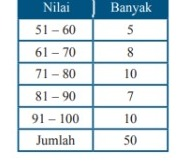 Nilai Banyak
51 – 60 5
61 – 70 8
71 – 80 10
81 – 90 7
91 – 100 10
Jumlah 50